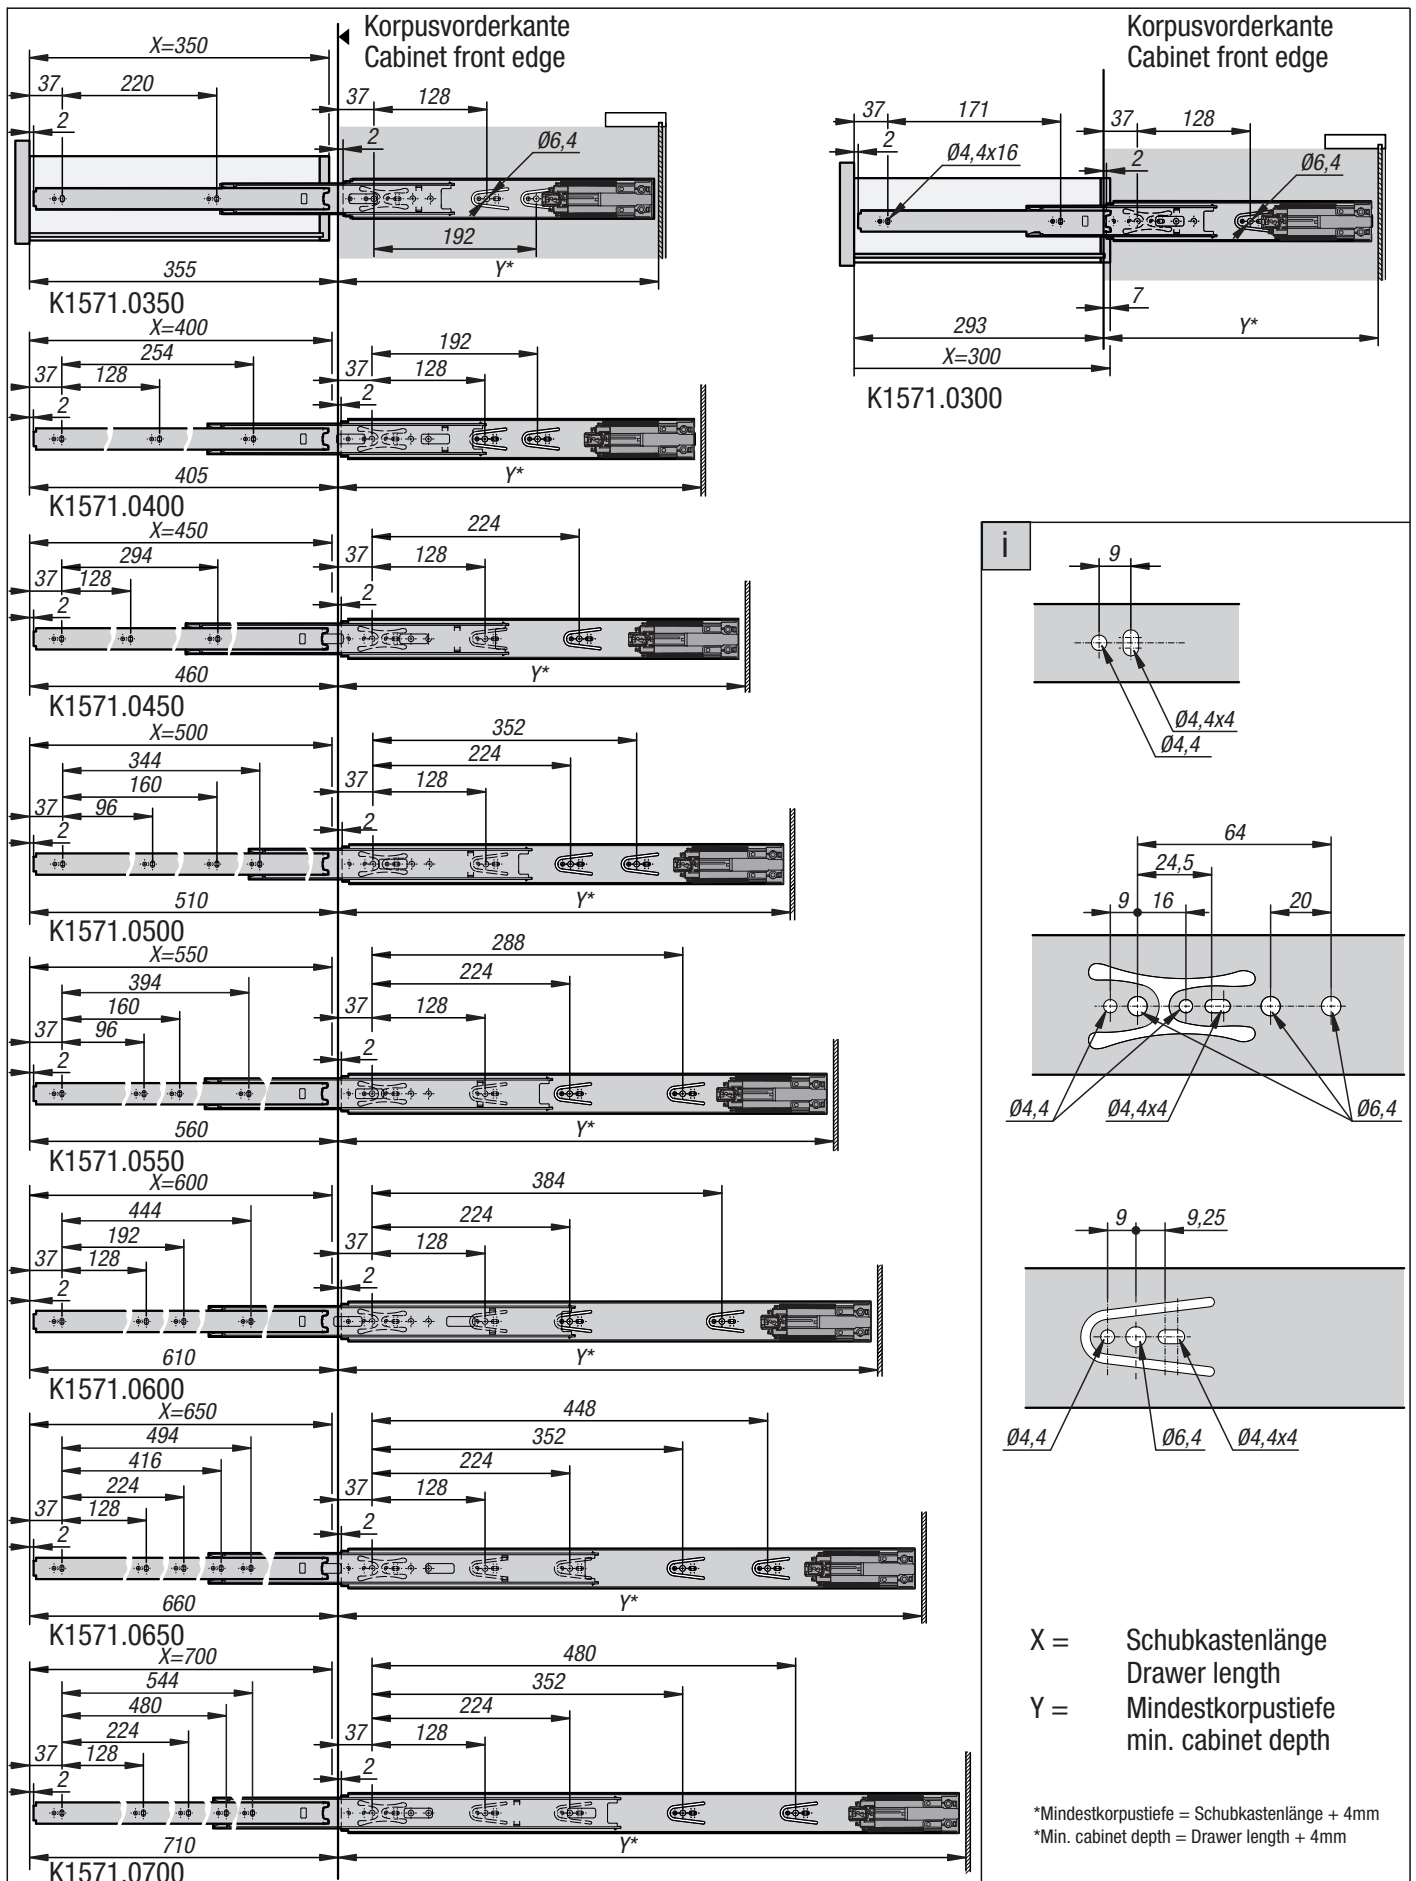 Korpusvorderkante
Cabinet front edge
X=350
37 220
37 128
2
2
Ø6,4
192
355 Y*
K1571.0350
Korpusvorderkante
Cabinet front edge
37 171
37 128
2
2
Ø4,4x16
Ø6,4
7
293 Y*
X=300
K1571.0300
X=400
192
254
37 128
37 128
2
2
405 Y*
K1571.0400
X=450
224
294
37 128
37 128
2
2
460 Y*
K1571.0450
X=500
352
344
224
160
37 128
37 96
2
2
510 Y*
K1571.0500
X=550
288
394
224
160
37 128
37 96
2
2
560 Y*
K1571.0550
X=600
384
444
224
192
37 128
37 128
2
2
610 Y*
K1571.0600
X=650
448
494
352
416
224
224
37 128
37 128
2
2
660 Y*
K1571.0650
X=700
480
544
352
480
224
224
37 128
37 128
2
2
710 Y*
K1571.0700
i
9
Ø4,4x4
Ø4,4
64
24,5
9 16 20
Ø4,4 Ø4,4x4 Ø6,4
9 9,25
Ø4,4 Ø6,4 Ø4,4x4
X = Schubkastenlänge
Drawer length
Y = Mindestkorpustiefe
min. cabinet depth
*Mindestkorpustiefe = Schubkastenlänge + 4mm
*Min. cabinet depth = Drawer length + 4mm